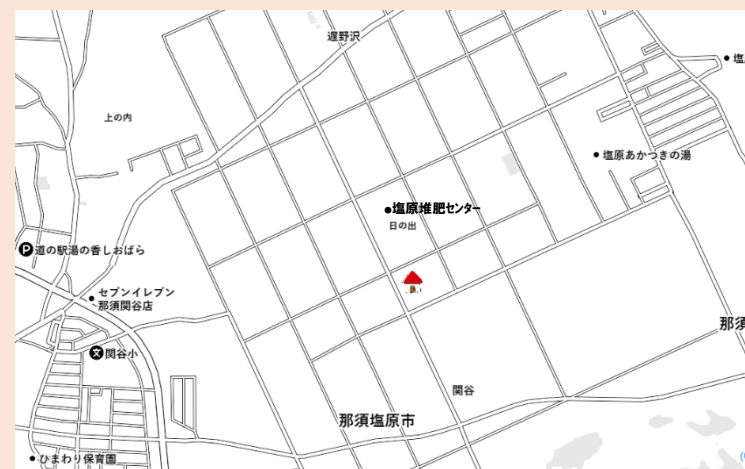 遅野沢
塩
上の内
塩原あかつきの湯
塩原堆肥センター
日の出
P道の駅湯の香しおばら
セブンイレブン
那須関谷店
那須
文関谷小
関谷
那須塩原市
ひまわり保育園